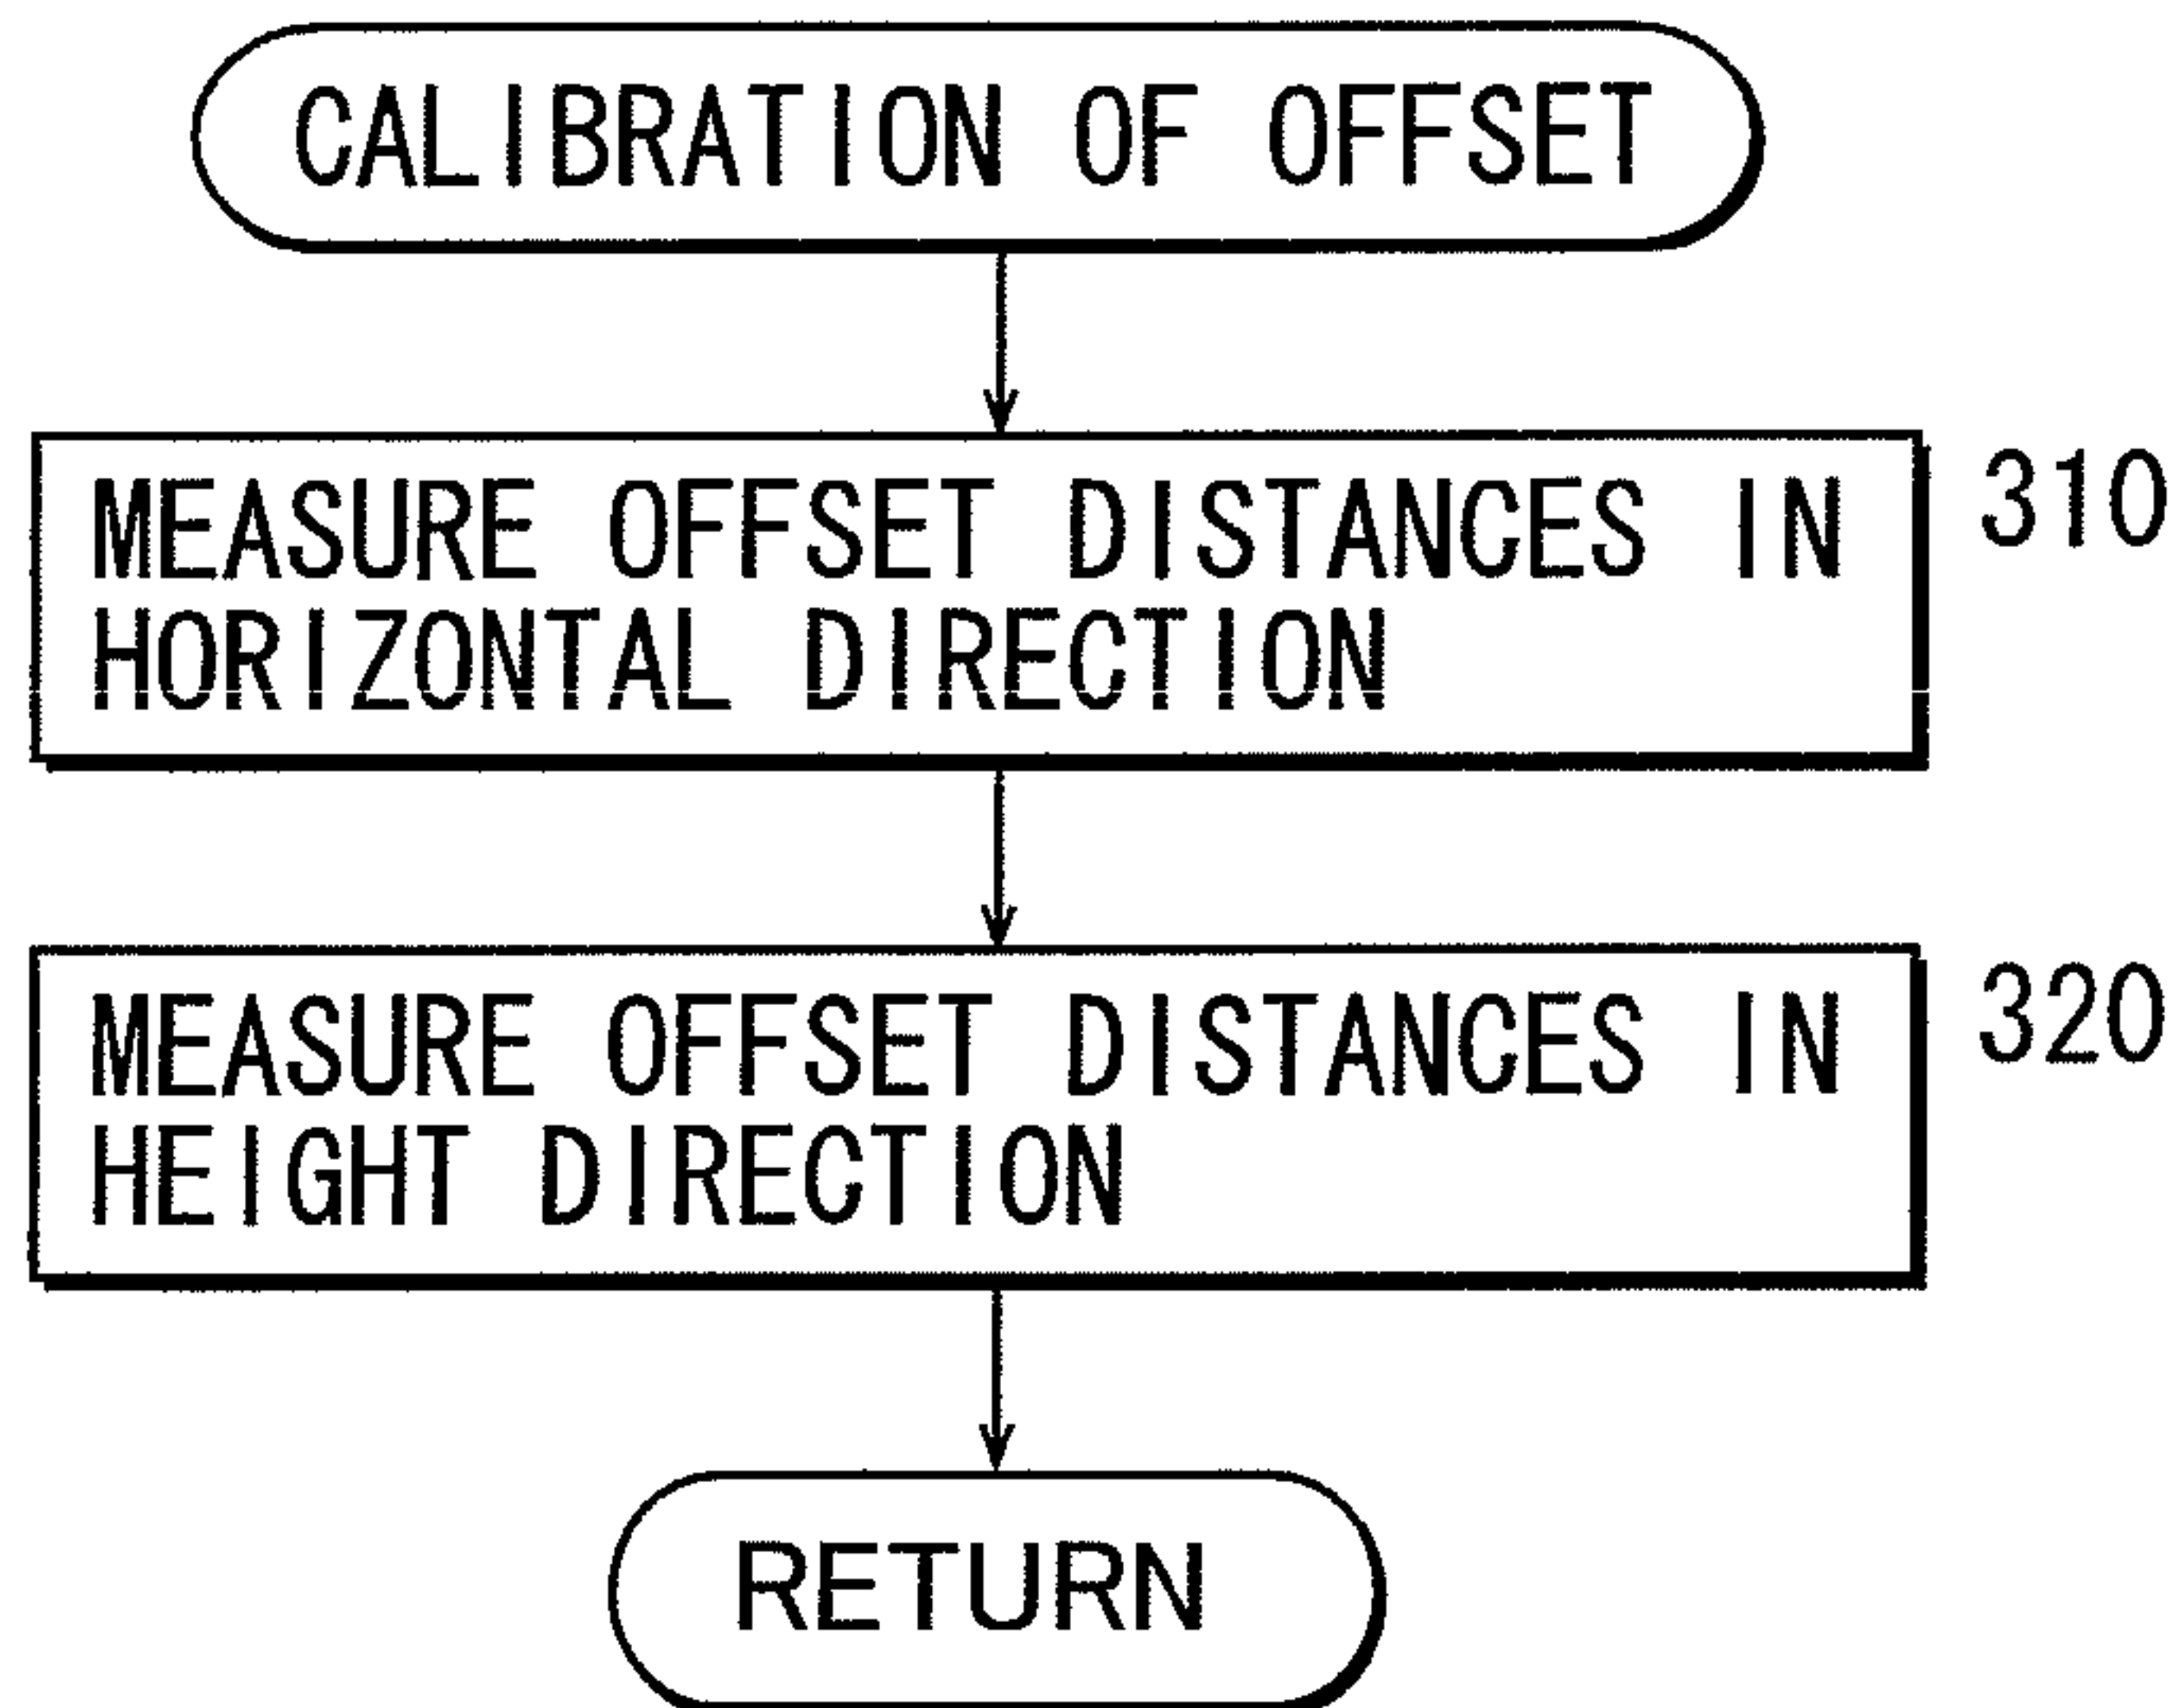 CALIBRATION OF OFFSET
MEASURE OFFSET DISTANCES IN
HORIZONTAL DIRECTION
310
MEASURE OFFSET DISTANCES IN
HEIGHT DIRECTION
320
RETURN